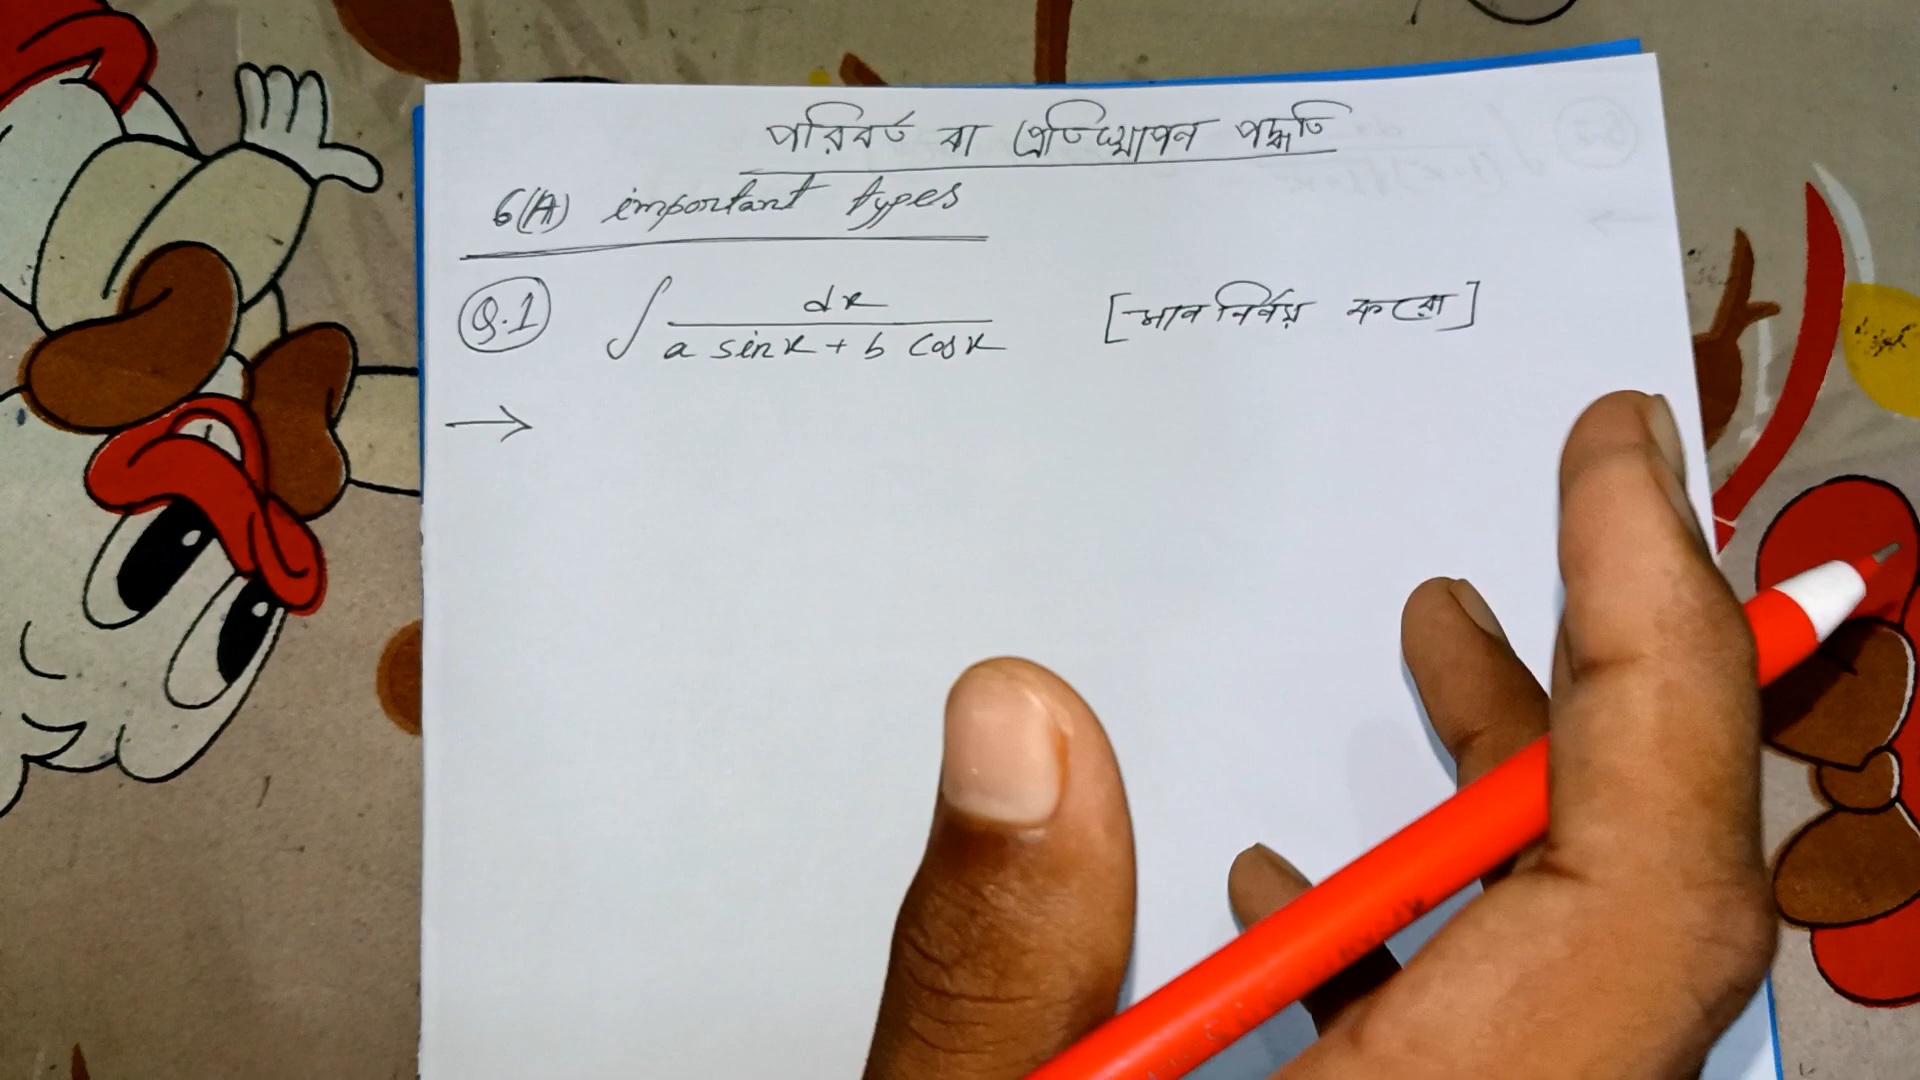 পরিবর্ত বা প্রতিস্থাপন পদ্ধতি
6(A) important types
Q.1 ∫ dx / (a sinx + b cosx) [মান নির্ণয় করো]
→